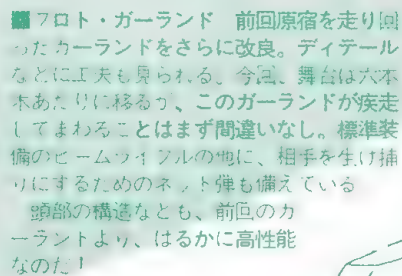 ■プロト・ガーランド　前回原宿を走り回
ったガーランドをさらに改良。ディテール
などに工夫も見られる。今回、舞台は六本
木あたりに移るが、このガーランドが疾走
してまわることはまず間違いなし。標準装
備のビームライフルの他に、相手を生け捕
りにするためのネット弾も備えている
頭部の構造なども、前回のガ
ーランドより、はるかに高性能
なのだ！